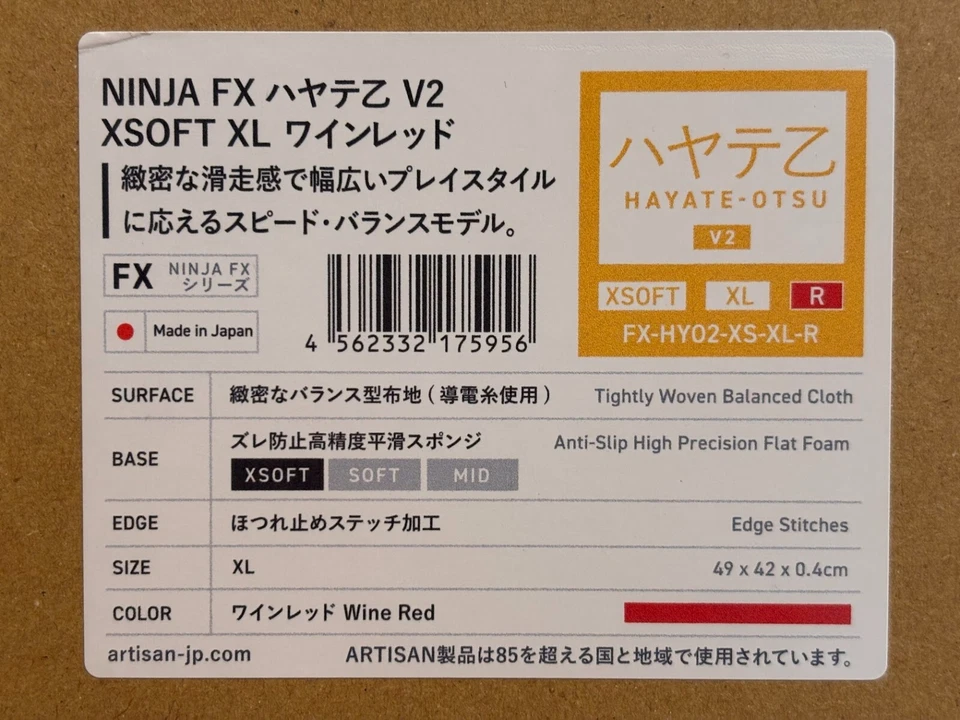 NINJA FX ハヤテ乙 V2
XSOFT XL ワインレッド
緻密な滑走感で幅広いプレイスタイル
に応えるスピード・バランスモデル。
FX NINJA FX
シリーズ
Made in Japan
4 562332 175956
ハヤテ乙
HAYATE-OTSU
V2
XSOFT XL R
FX-HY02-XS-XL-R
SURFACE 緻密なバランス型布地 ( 導電糸使用 ) Tightly Woven Balanced Cloth
BASE ズレ防止高精度平滑スポンジ Anti-Slip High Precision Flat Foam
XSOFT SOFT MID
EDGE ほつれ止めステッチ加工 Edge Stitches
SIZE XL 49 x 42 x 0.4cm
COLOR ワインレッド Wine Red
artisan-jp.com ARTISAN製品は85を超える国と地域で使用されています。